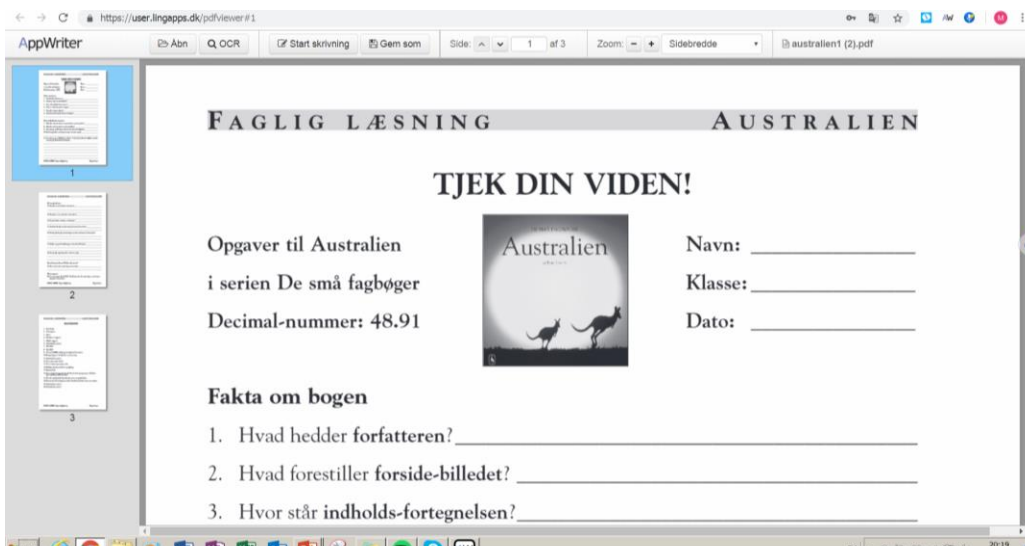 https://user.lingapps.dk/pdfviewer#1
AppWriter
Åbn
OCR
Start skrivning
Gem som
Side:
1
af 3
Zoom:
Sidebredde
australien1 (2).pdf
1
2
3
FAGLIG LÆSNING AUSTRALIEN
TJEK DIN VIDEN!
Opgaver til Australien
i serien De små fagbøger
Decimal-nummer: 48.91
Australien
Navn:
Klasse:
Dato:
Fakta om bogen
1. Hvad hedder forfatteren?
2. Hvad forestiller forside-billedet?
3. Hvor står indholds-fortegnelsen?
20:19